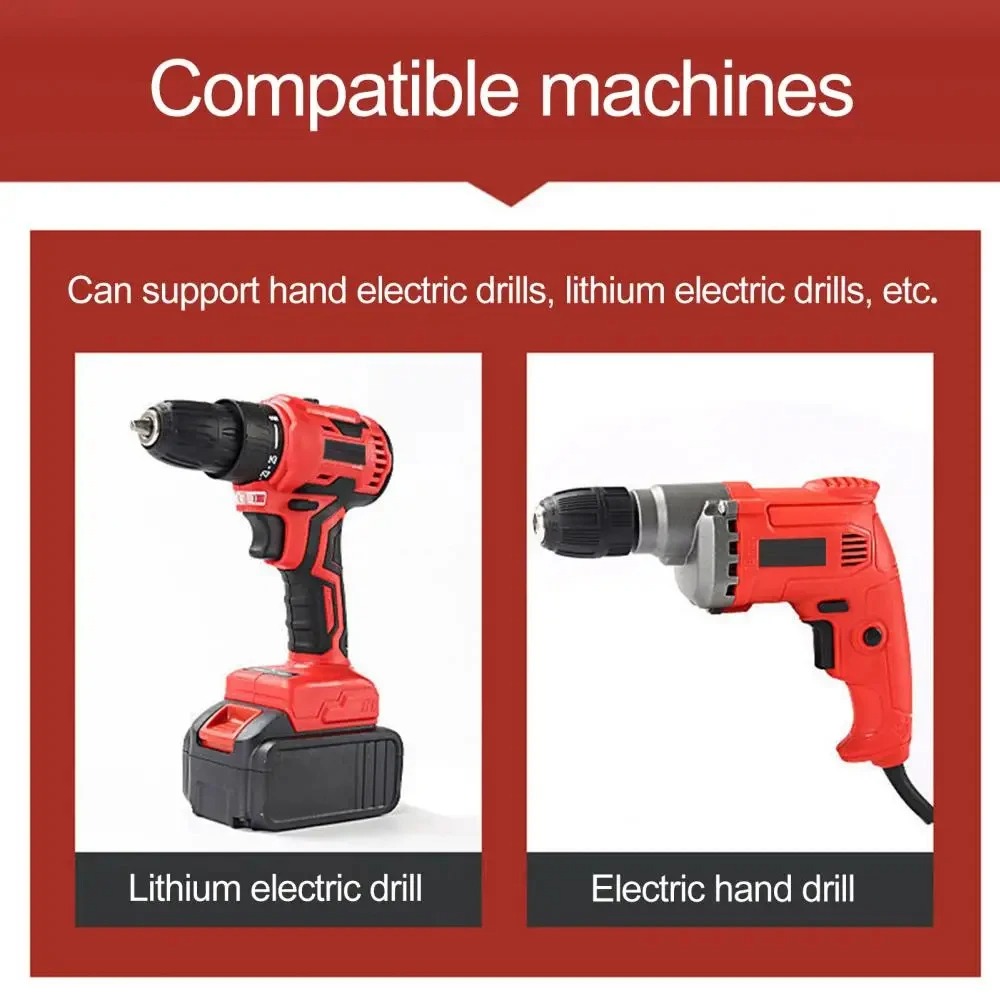 Compatible machines
Can support hand electric drills, lithium electric drills, etc.
Lithium electric drill
Electric hand drill